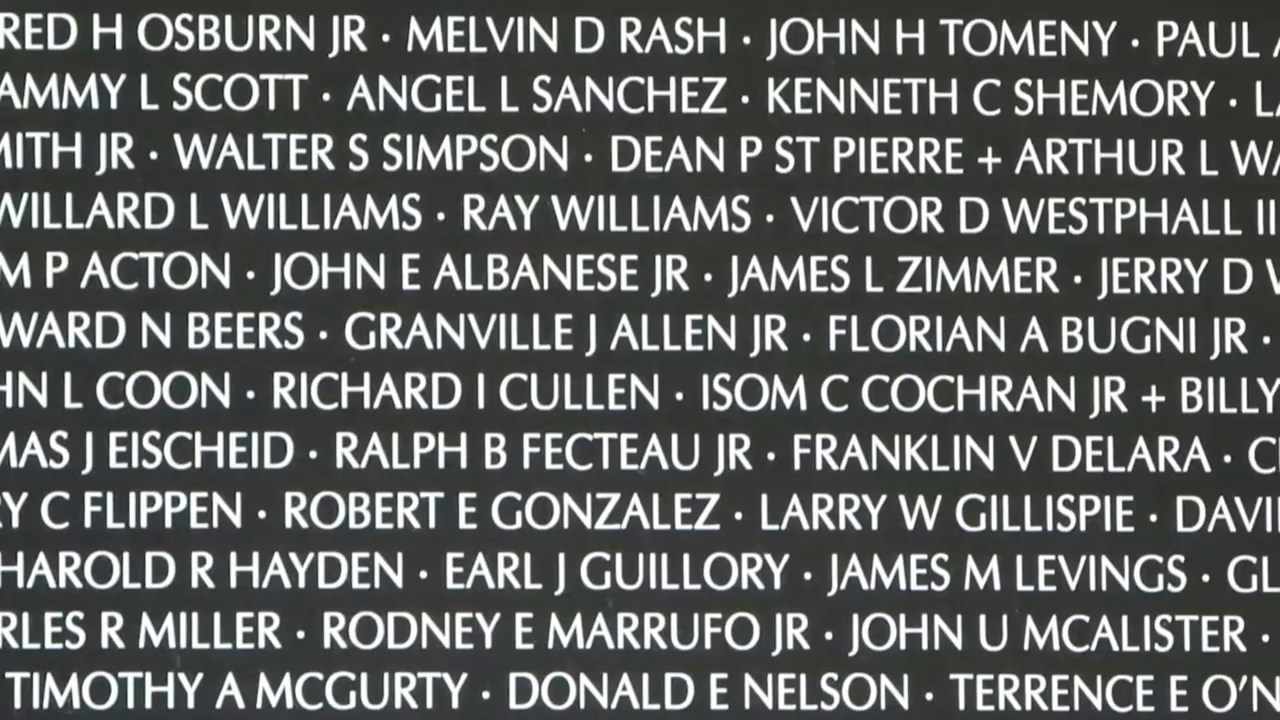 RED H OSBURN JR · MELVIN D RASH · JOHN H TOMENY · PAUL
AMMY L SCOTT · ANGEL L SANCHEZ · KENNETH C SHEMORY ·
MITH JR · WALTER S SIMPSON · DEAN P ST PIERRE + ARTHUR L
WILLARD L WILLIAMS · RAY WILLIAMS · VICTOR D WESTPHALL II
M P ACTON · JOHN E ALBANESE JR · JAMES L ZIMMER · JERRY D
WARD N BEERS · GRANVILLE J ALLEN JR · FLORIAN A BUGNI JR ·
HN L COON · RICHARD I CULLEN · ISOM C COCHRAN JR + BILLY
MAS J EISCHEID · RALPH B FECTEAU JR · FRANKLIN V DELARA ·
RY C FLIPPEN · ROBERT E GONZALEZ · LARRY W GILLISPIE · DAVI
HAROLD R HAYDEN · EARL J GUILLORY · JAMES M LEVINGS · GL
RLES R MILLER · RODNEY E MARRUFO JR · JOHN U MCALISTER ·
TIMOTHY A MCGURTY · DONALD E NELSON · TERRENCE E O'N